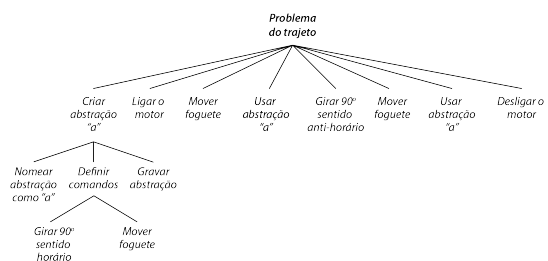 Problema
do trajeto
Criar
abstração
"a"
Ligar o
motor
Mover
foguete
Usar
abstração
"a"
Girar 90º
sentido
anti-horário
Mover
foguete
Usar
abstração
"a"
Desligar o
motor
Nomear
abstração
como "a"
Definir
comandos
Gravar
abstração
Girar 90º
sentido
horário
Mover
foguete